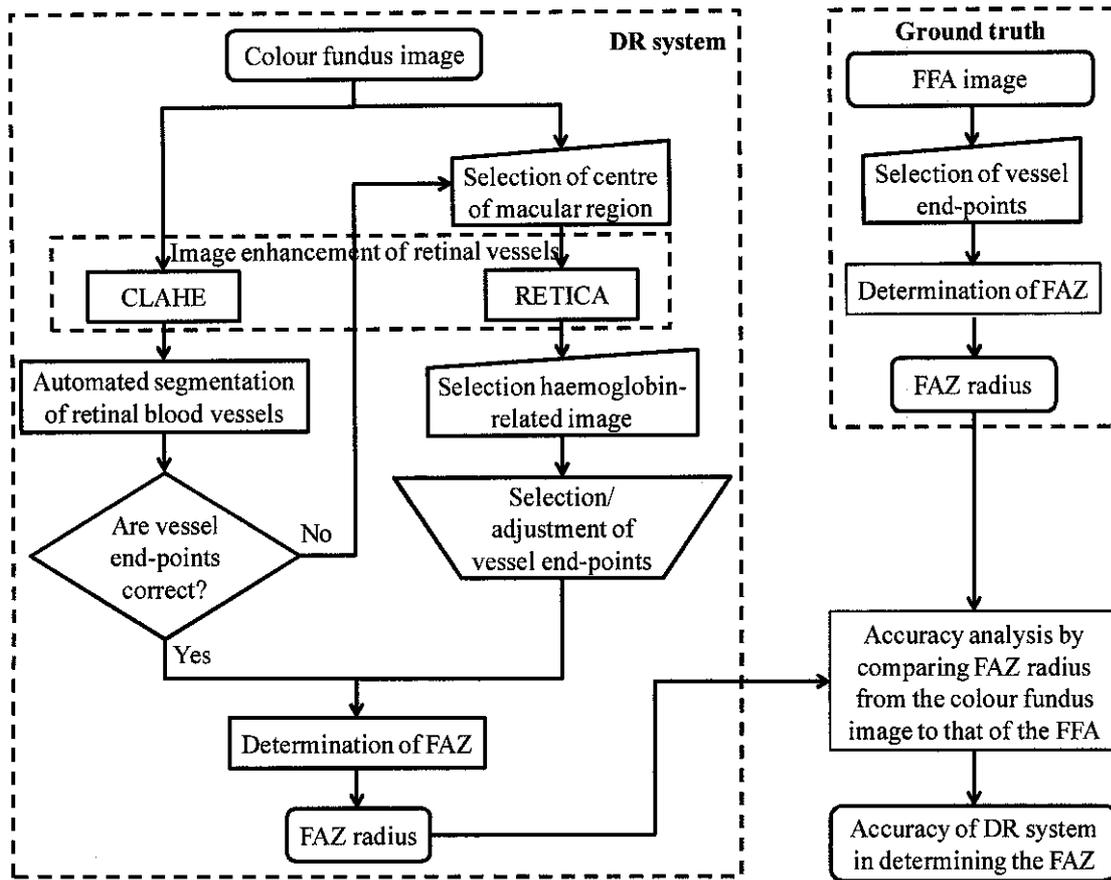 DR system
Colour fundus image
Selection of centre
of macular region
Image enhancement of retinal vessels
CLAHE
RETICA
Automated segmentation
of retinal blood vessels
Selection haemoglobin-
related image
Are vessel
end-points
correct?
No
Yes
Selection/
adjustment of
vessel end-points
Determination of FAZ
FAZ radius
Ground truth
FFA image
Selection of vessel
end-points
Determination of FAZ
FAZ radius
Accuracy analysis by
comparing FAZ radius
from the colour fundus
image to that of the FFA
Accuracy of DR system
in determining the FAZ